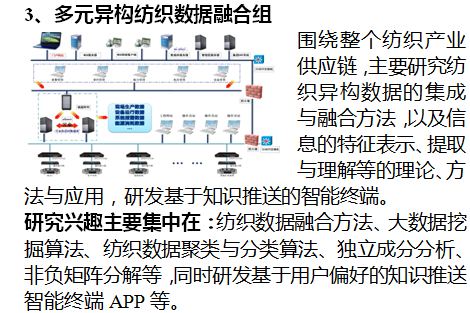 3、多元异构纺织数据融合组
围绕整个纺织产业
供应链,主要研究纺
织异构数据的集成
与融合方法,以及信
息的特征表示、提取
与理解等的理论、方
法与应用，研发基于知识推送的智能终端。
研究兴趣主要集中在：纺织数据融合方法、大数据挖
掘算法、纺织数据聚类与分类算法、独立成分分析、
非负矩阵分解等,同时研发基于用户偏好的知识推送
智能终端 APP 等。